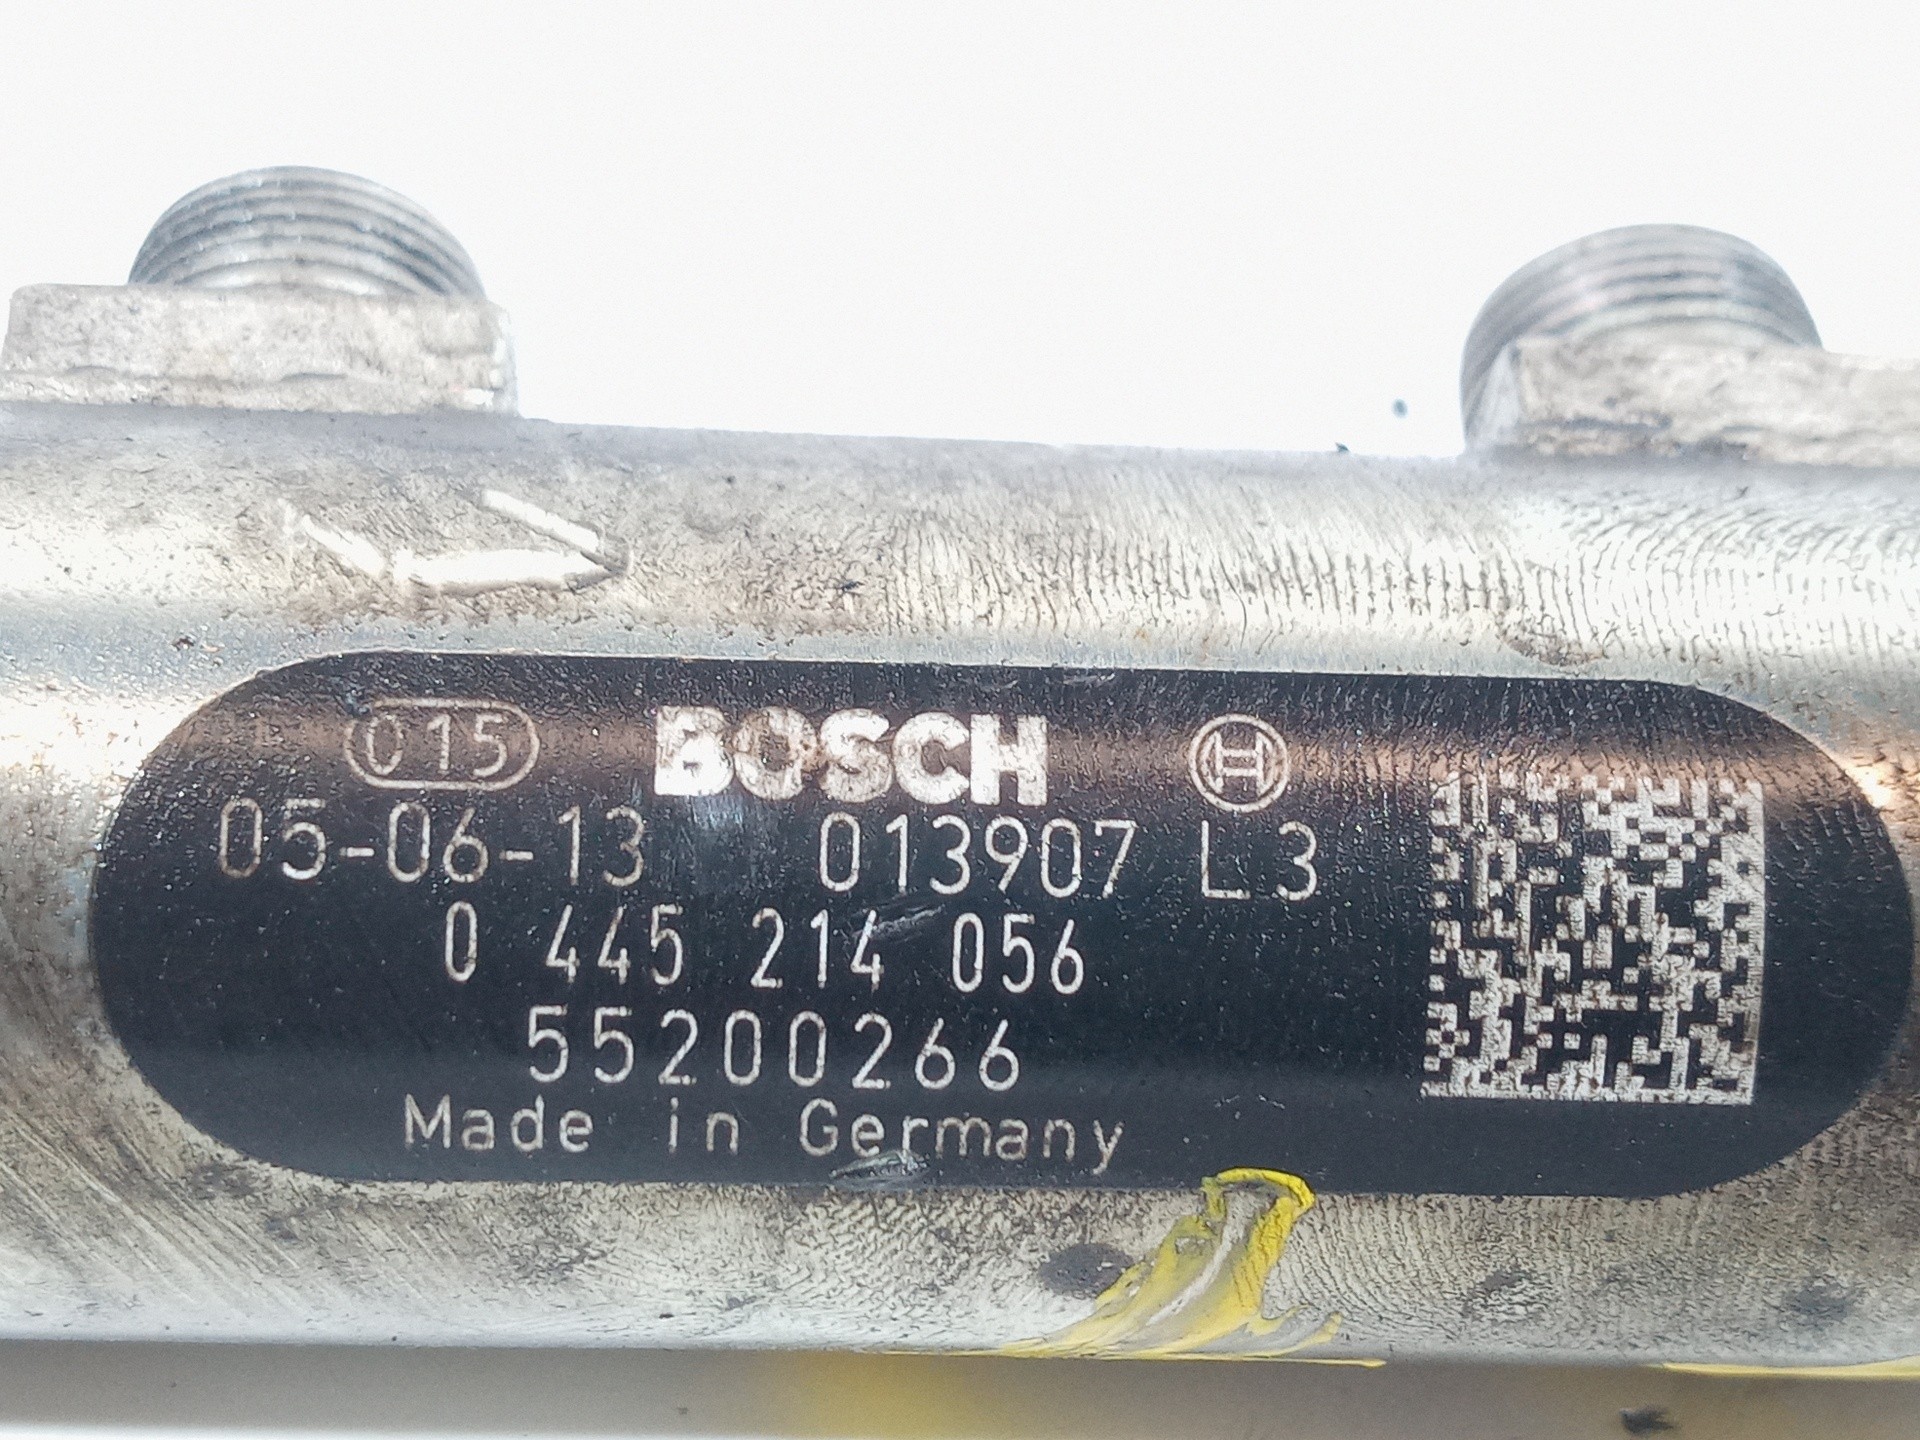 015 BOSCH
05-06-13 013907 L3
0 445 214 056
55200266
Made in Germany